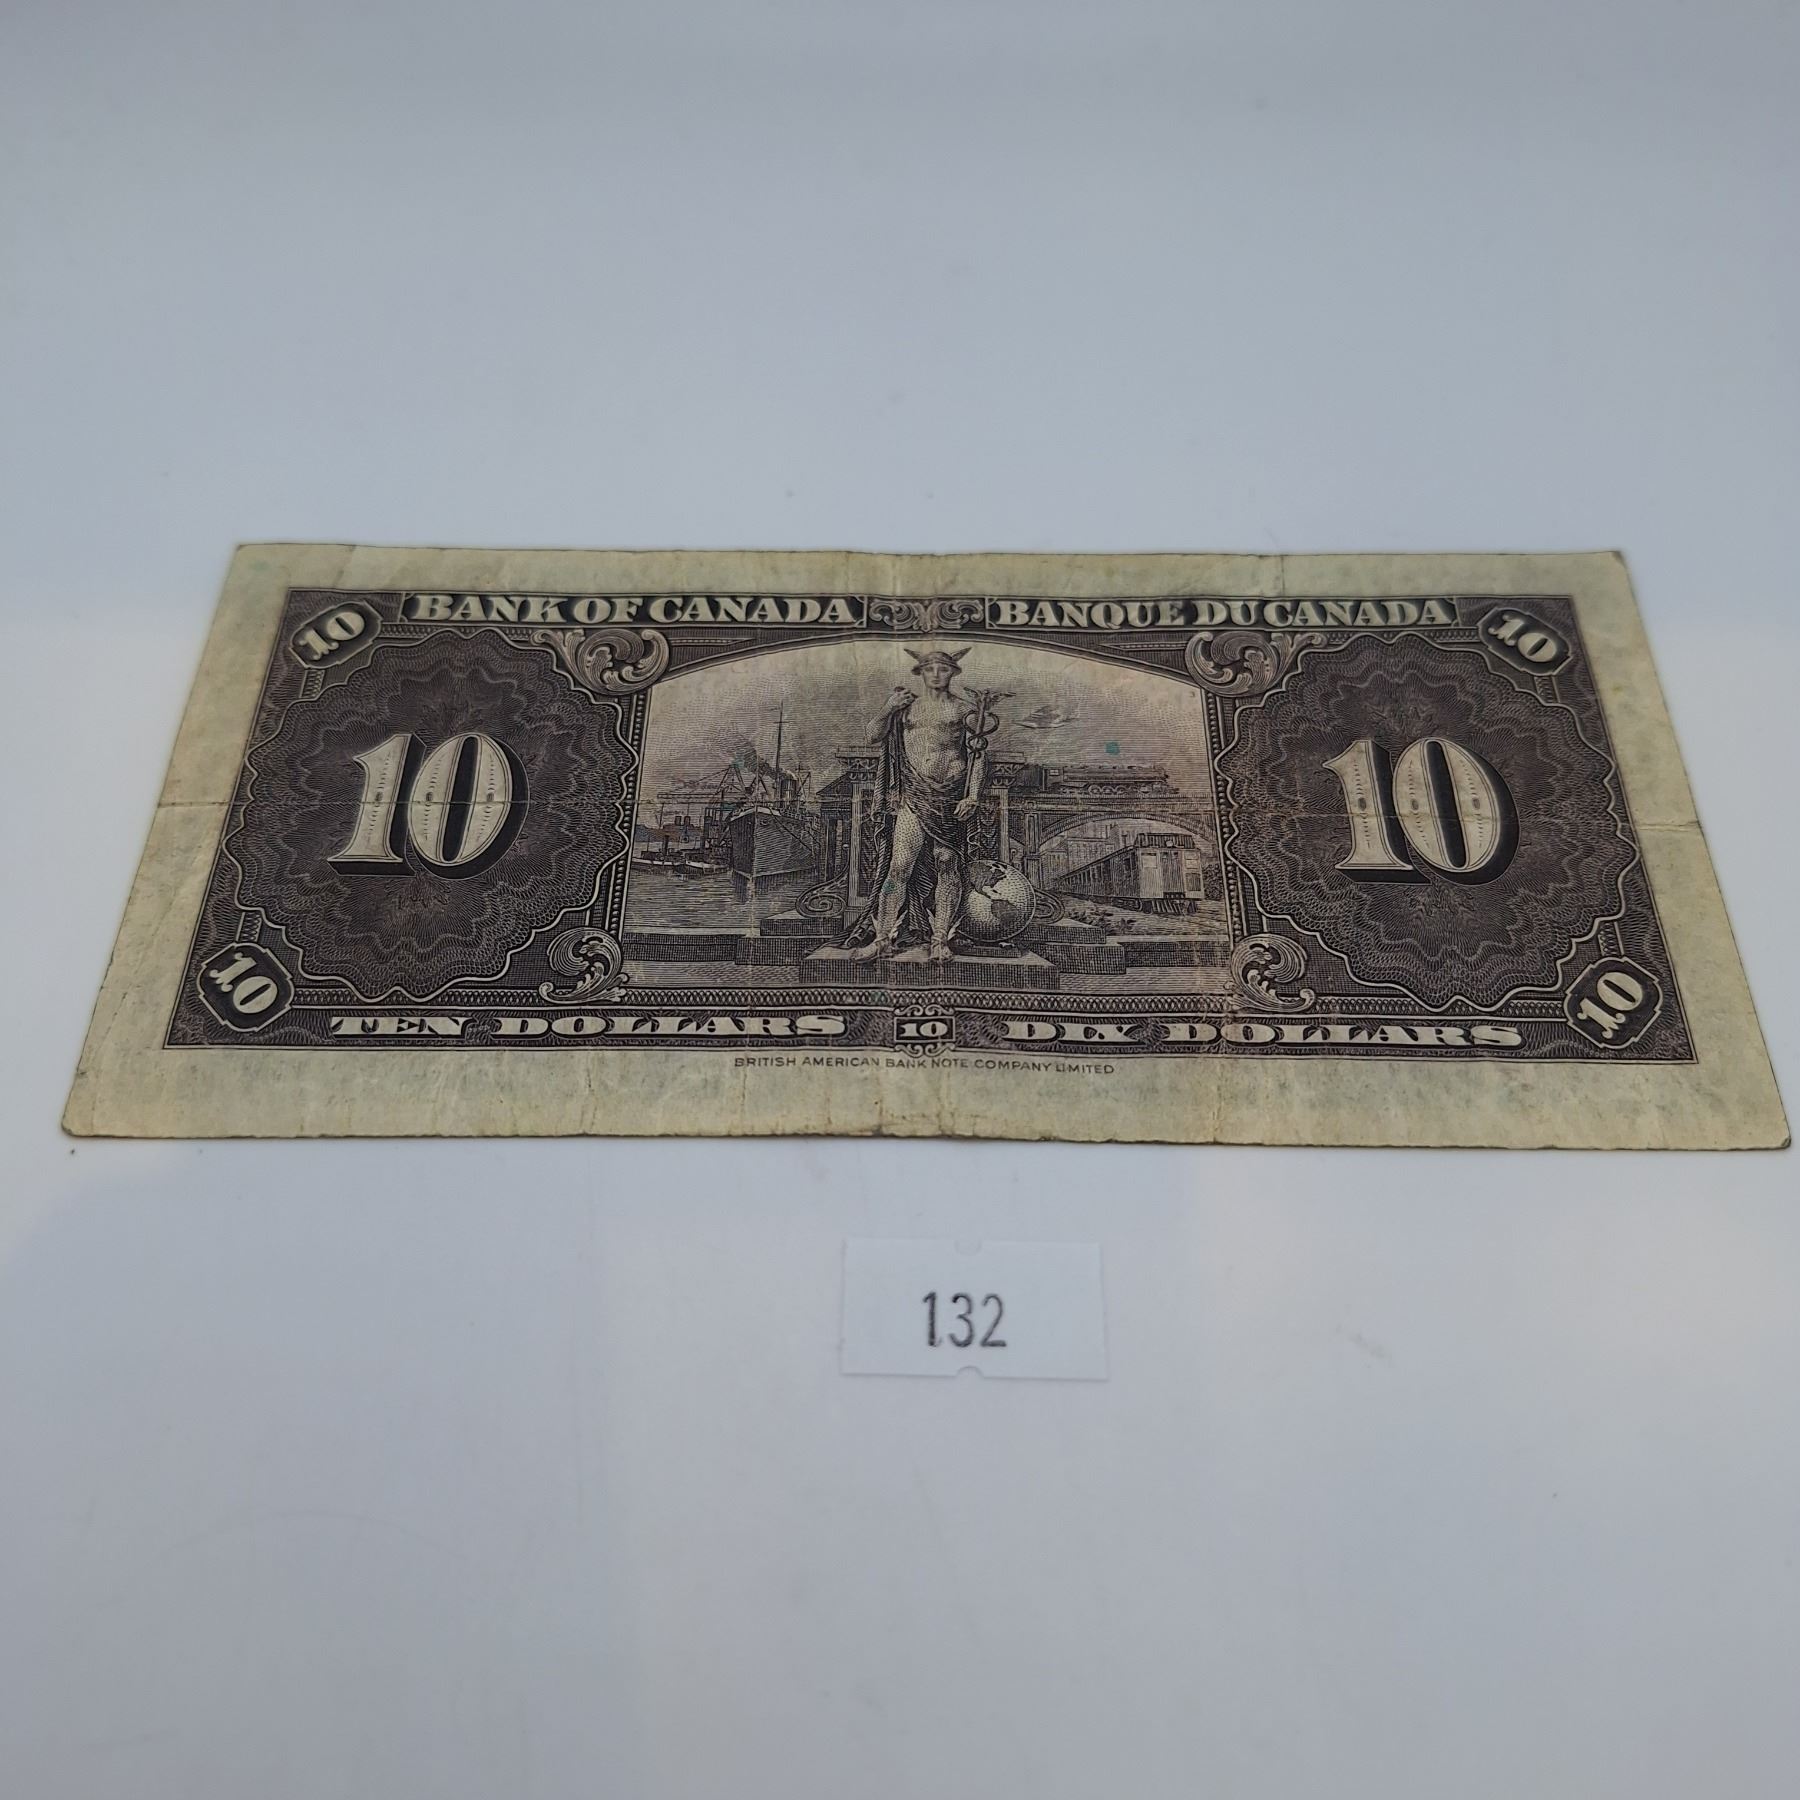 10 BANK OF CANADA BANQUE DU CANADA 10
10 10
10 TEN DOLLARS 10 DIX DOLLARS 10
BRITISH AMERICAN BANK NOTE COMPANY LIMITED
132